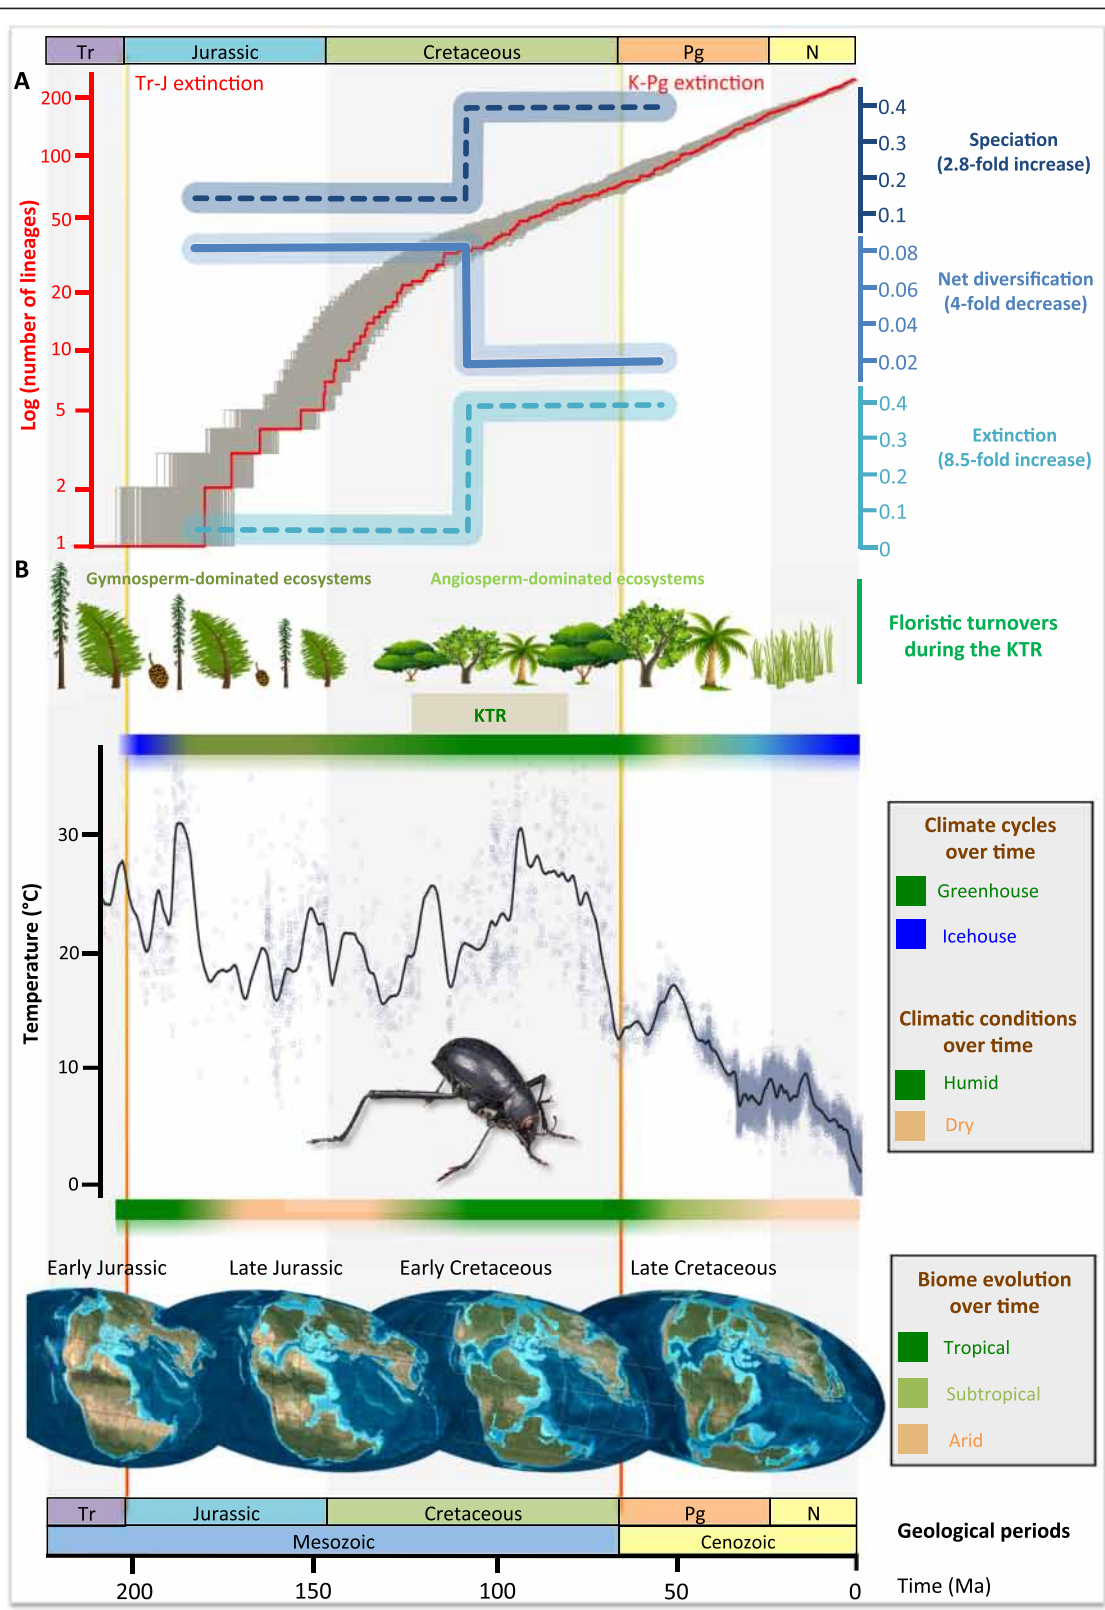 Tr
Jurassic
Cretaceous
Pg
N
A
Tr-J extinction
K-Pg extinction
Log (number of lineages)
200
100
50
20
10
5
2
1
0.4
0.3
0.2
0.1
Speciation
(2.8-fold increase)
0.08
0.06
0.04
0.02
Net diversification
(4-fold decrease)
0.4
0.3
0.2
0.1
0
Extinction
(8.5-fold increase)
B
Gymnosperm-dominated ecosystems
Angiosperm-dominated ecosystems
Floristic turnovers
during the KTR
KTR
Temperature (°C)
30
20
10
0
Climate cycles
over time
Greenhouse
Icehouse
Climatic conditions
over time
Humid
Dry
Early Jurassic
Late Jurassic
Early Cretaceous
Late Cretaceous
Biome evolution
over time
Tropical
Subtropical
Arid
Tr
Jurassic
Cretaceous
Pg
N
Mesozoic
Cenozoic
Geological periods
200
150
100
50
0
Time (Ma)